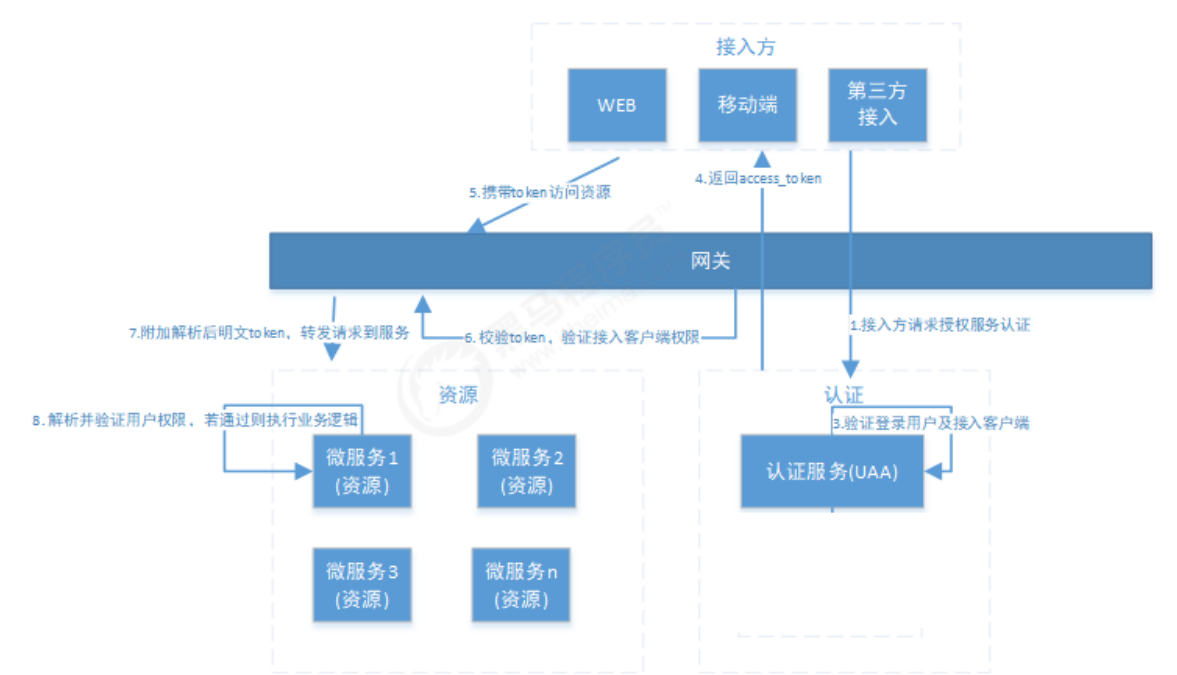 接入方
WEB
移动端
第三方
接入
4.返回access_token
5.携带token访问资源
网关
1.接入方请求授权服务认证
7.附加解析后明文token，转发请求到服务
6.校验token，验证接入客户端权限
资源
认证
8.解析并验证用户权限，若通过则执行业务逻辑
3.验证登录用户及接入客户端
微服务1
(资源)
微服务2
(资源)
认证服务(UAA)
微服务3
(资源)
微服务n
(资源)